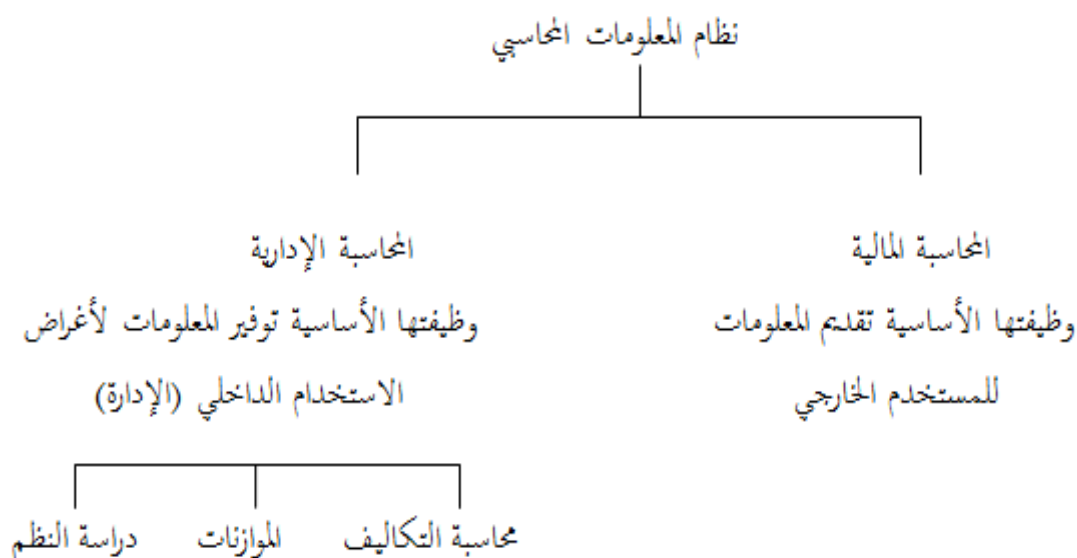 نظام المعلومات المحاسبي
المحاسبة المالية
وظيفتها الأساسية تقديم المعلومات
للمستخدم الخارجي
المحاسبة الإدارية
وظيفتها الأساسية توفير المعلومات لأغراض
الاستخدام الداخلي (الإدارة)
محاسبة التكاليف
الموازنات
دراسة النظم